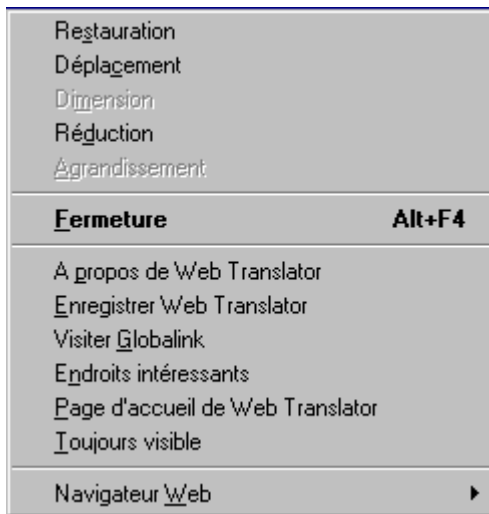 Restauration
Déplacement
Dimension
Réduction
Agrandissement
Fermeture Alt+F4
A propos de Web Translator
Enregistrer Web Translator
Visiter Globalink
Endroits intéressants
Page d'accueil de Web Translator
Toujours visible
Navigateur Web